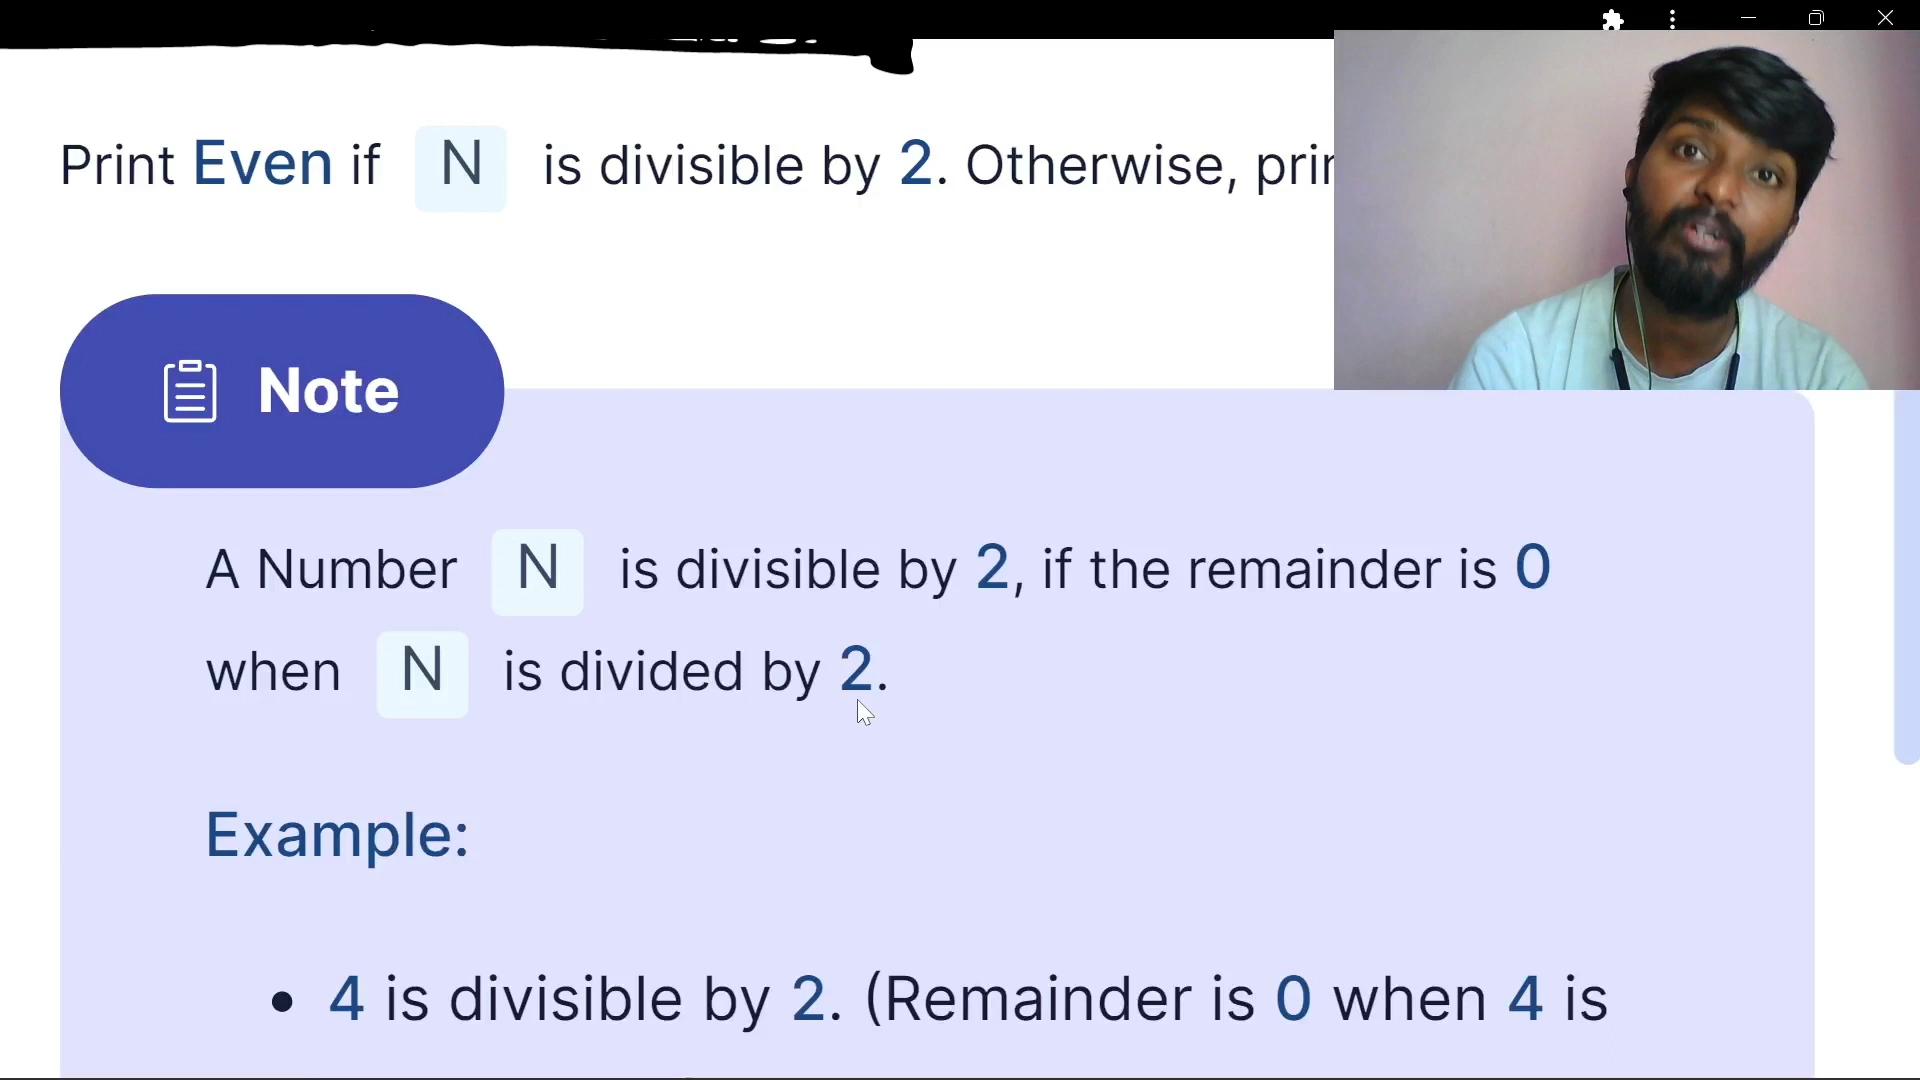 Print Even if N is divisible by 2. Otherwise,
Note
A Number N is divisible by 2, if the remainder is 0
when N is divided by 2.
Example:
• 4 is divisible by 2. (Remainder is 0 when 4 is